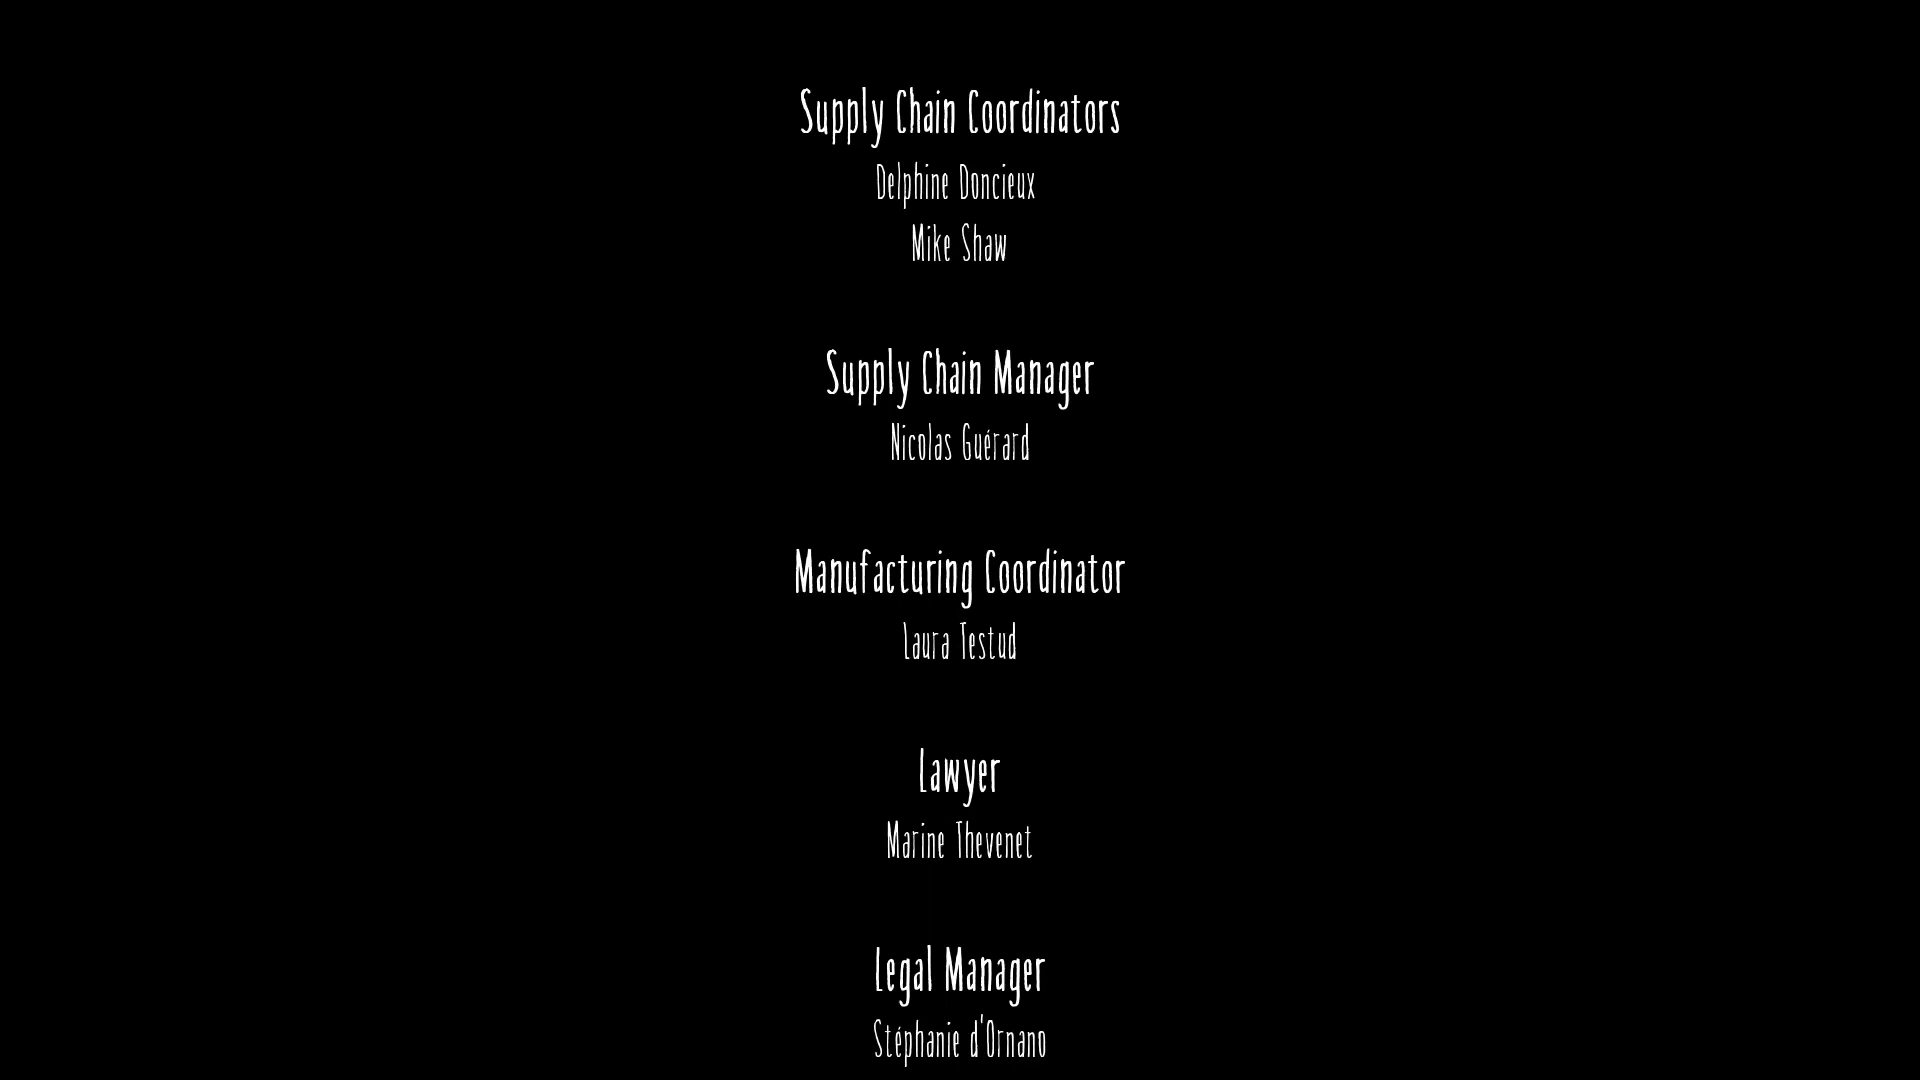 Supply Chain Coordinators
Delphine Doncieux
Mike Shaw
Supply Chain Manager
Nicolas Guérard
Manufacturing Coordinator
Laura Testud
Lawyer
Marine Thevenet
Legal Manager
Stéphanie d'Ornano